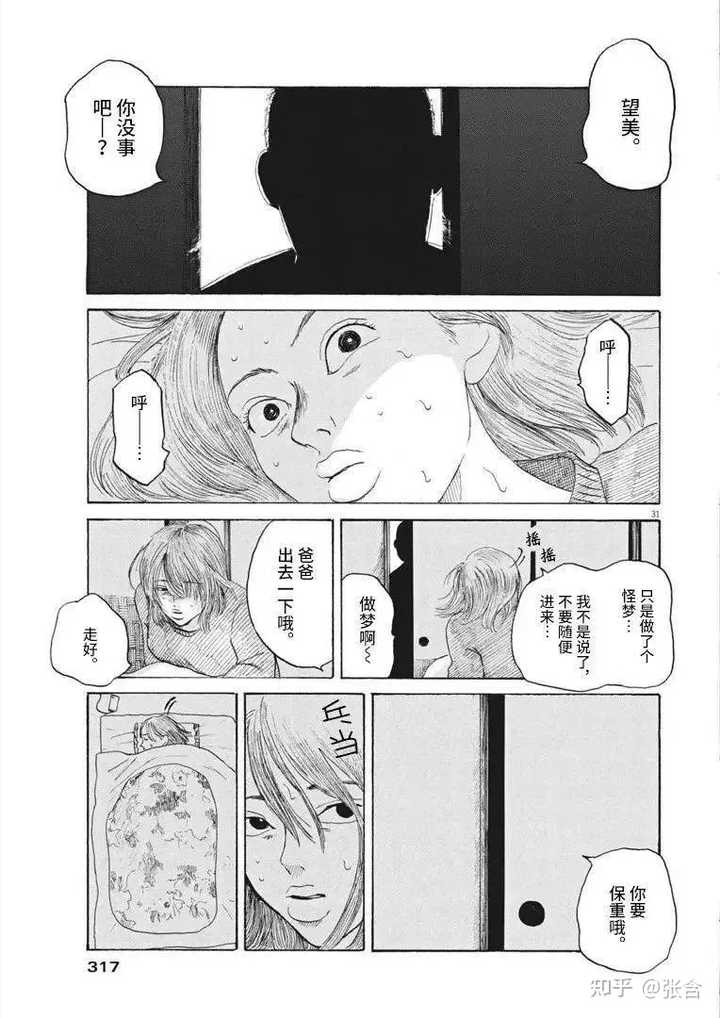 望美。
你没事
吧—？
呼……
呼……
31
摇
摇
只是做了个
怪梦…
我不是说了，
不要随便
进来…
做梦啊～
爸爸
出去一下哦。
走好。
你要
保重哦。
乒当
317
知乎 @张含